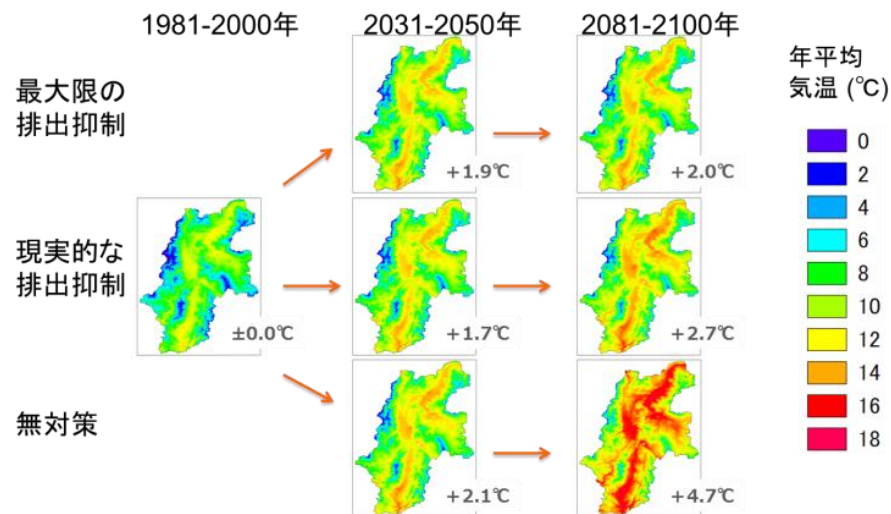 1981-2000年
2031-2050年
2081-2100年
年平均
気温 (℃)
最大限の
排出抑制
+1.9℃
+2.0℃
現実的な
排出抑制
±0.0℃
+1.7℃
+2.7℃
無対策
+2.1℃
+4.7℃
0
2
4
6
8
10
12
14
16
18